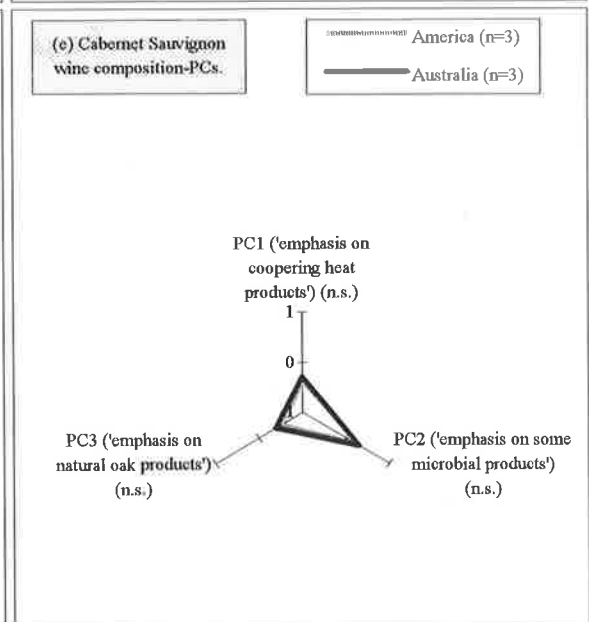 (e) Cabernet Sauvignon
wine composition-PCs.
America (n=3)
Australia (n=3)
PC1 ('emphasis on
coopering heat
products') (n.s.)
1
0
PC3 ('emphasis on
natural oak products')
(n.s.)
PC2 ('emphasis on some
microbial products')
(n.s.)